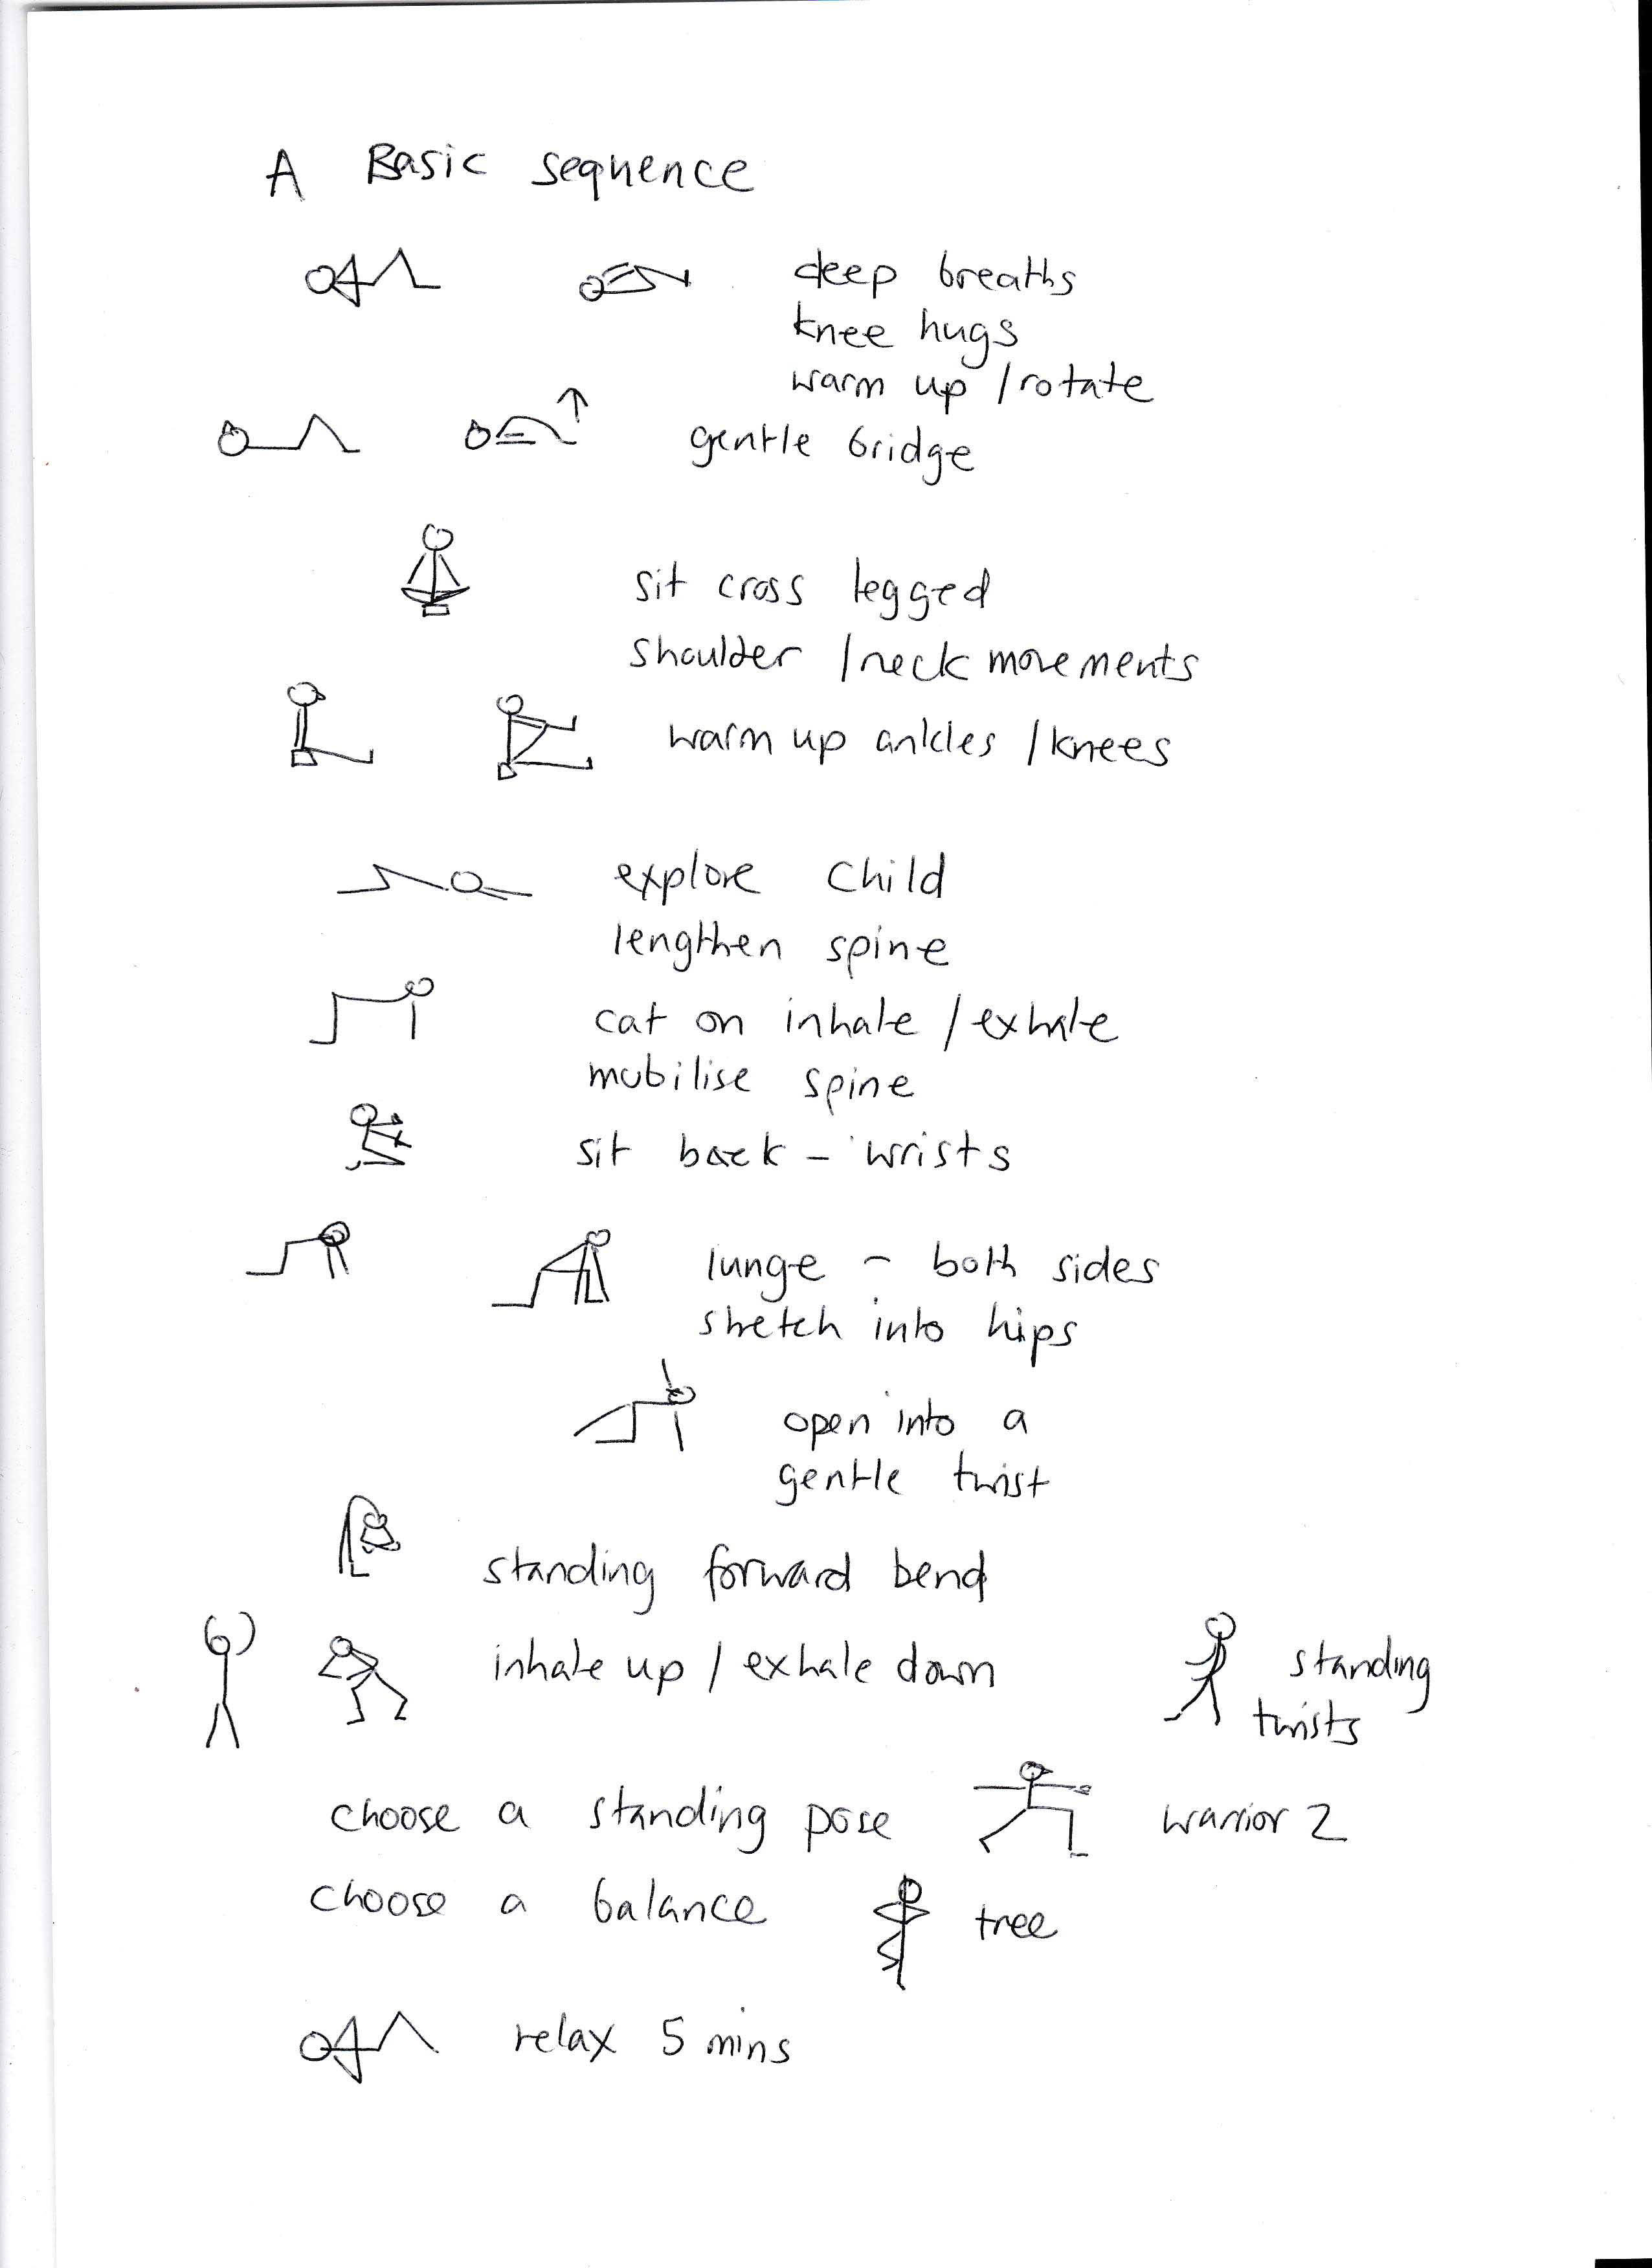 A Basic sequence
deep breaths
knee hugs
warm up / rotate
gentle bridge
sit cross legged
shoulder / neck movements
warm up ankles / knees
explore Child
lengthen spine
cat on inhale / exhale
mobilise spine
sit back - wrists
lunge - both sides
stretch into hips
open into a
gentle twist
standing forward bend
inhale up / exhale down
standing
twists
choose a standing pose
warrior 2
choose a balance
tree
relax 5 mins